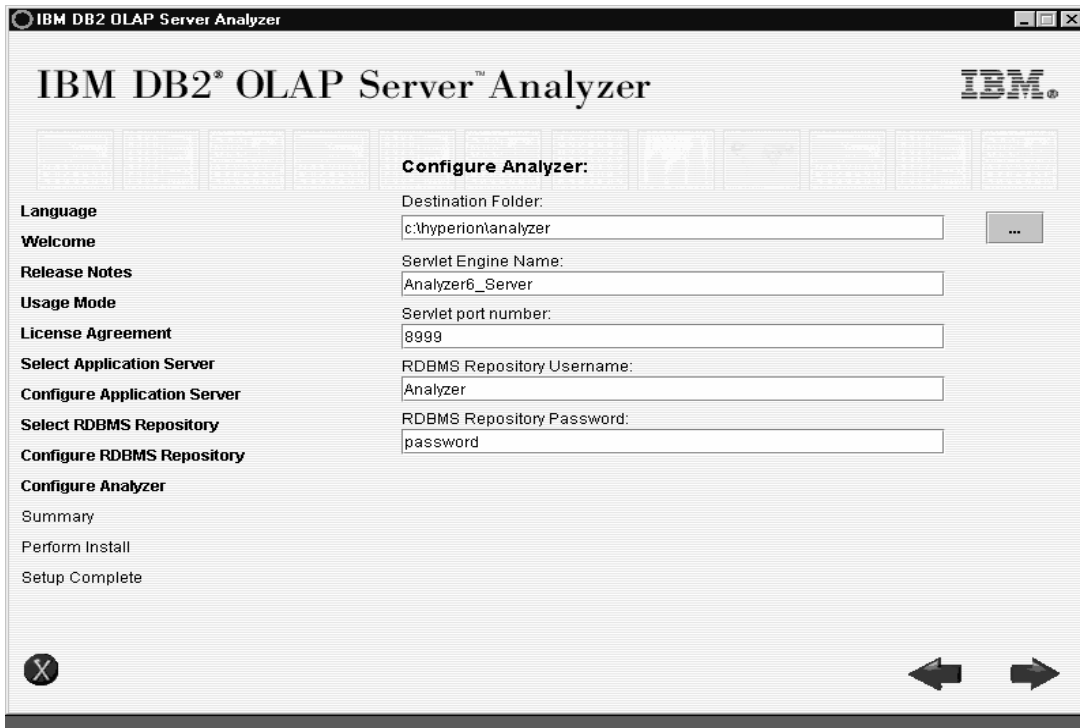 IBM DB2 OLAP Server Analyzer
IBM DB2® OLAP Server™ Analyzer
IBM®
Configure Analyzer:
Language
Welcome
Release Notes
Usage Mode
License Agreement
Select Application Server
Configure Application Server
Select RDBMS Repository
Configure RDBMS Repository
Configure Analyzer
Summary
Perform Install
Setup Complete
Destination Folder:
c:\hyperion\analyzer
...
Servlet Engine Name:
Analyzer6_Server
Servlet port number:
8999
RDBMS Repository Username:
Analyzer
RDBMS Repository Password:
password
X